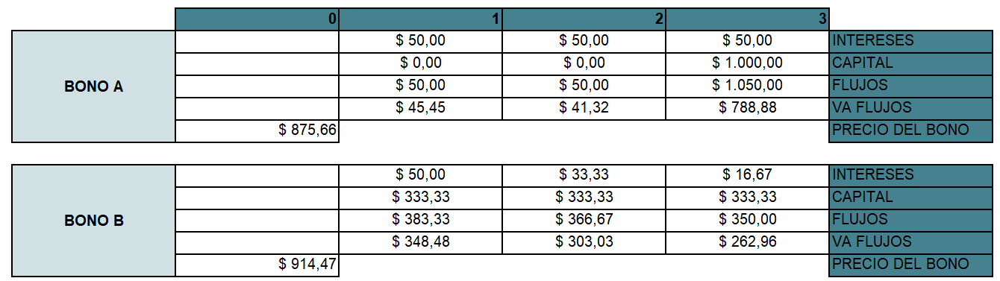 0 1 2 3
$ 50,00 $ 50,00 $ 50,00 INTERESES
$ 0,00 $ 0,00 $ 1.000,00 CAPITAL
BONO A $ 50,00 $ 50,00 $ 1.050,00 FLUJOS
$ 45,45 $ 41,32 $ 788,88 VA FLUJOS
$ 875,66 PRECIO DEL BONO
$ 50,00 $ 33,33 $ 16,67 INTERESES
$ 333,33 $ 333,33 $ 333,33 CAPITAL
BONO B $ 383,33 $ 366,67 $ 350,00 FLUJOS
$ 348,48 $ 303,03 $ 262,96 VA FLUJOS
$ 914,47 PRECIO DEL BONO